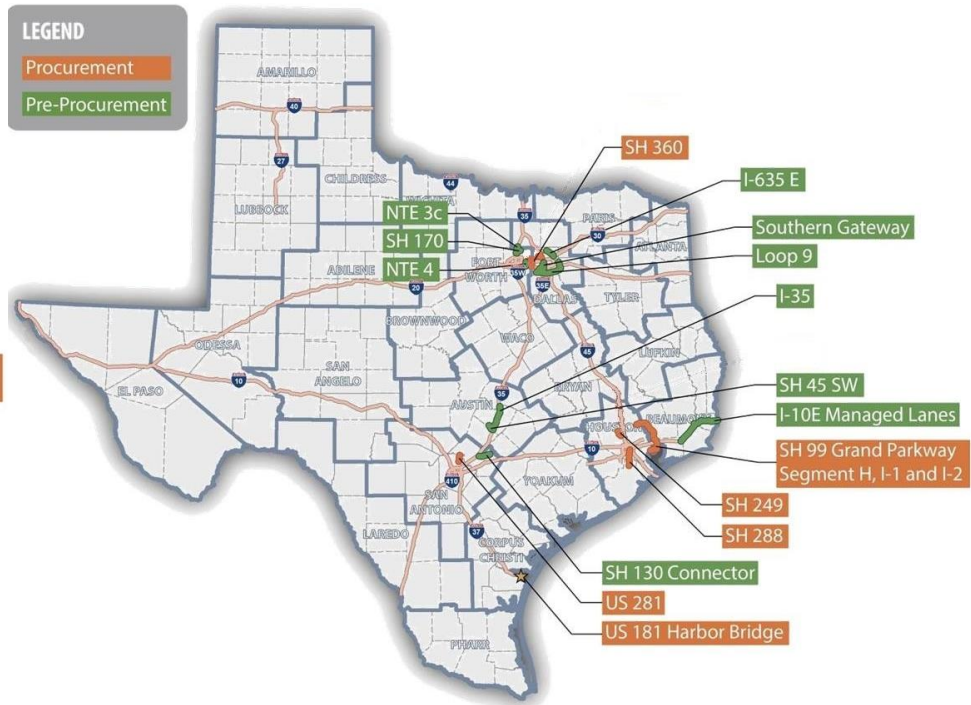 LEGEND
Procurement
Pre-Procurement
AMARILLO
40
27
CHILDRESS
LUBBOCK
44
WICHITA
35
SH 360
I-635 E
PARIS
30
NTE 3c
SH 170
NTE 4
Southern Gateway
Loop 9
ATLANTA
FORT
WORTH
35W
35E
DALLAS
ABILENE
20
TYLER
I-35
BROWNWOOD
WACO
45
ODESSA
SAN
ANGELO
LUFKIN
10
EL PASO
35
AUSTIN
BRYAN
SH 45 SW
I-10E Managed Lanes
HOUSTON
BEAUMONT
10
SH 99 Grand Parkway
Segment H, I-1 and I-2
410
SAN
ANTONIO
YOAKUM
SH 249
SH 288
LAREDO
37
CORPUS
CHRISTI
SH 130 Connector
US 281
US 181 Harbor Bridge
PHARR